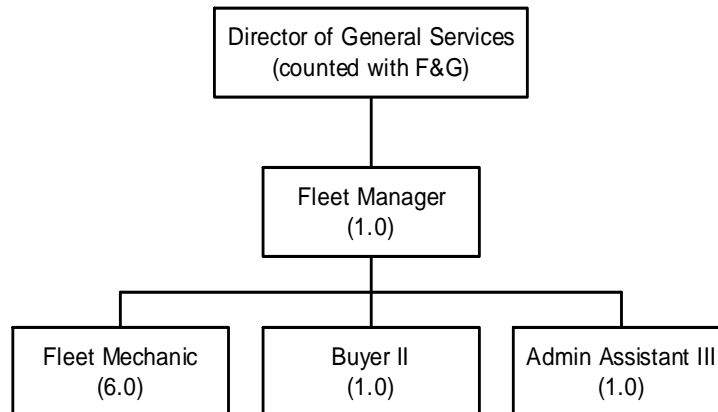 Director of General Services
(counted with F&G)
Fleet Manager
(1.0)
Fleet Mechanic
(6.0)
Buyer II
(1.0)
Admin Assistant III
(1.0)